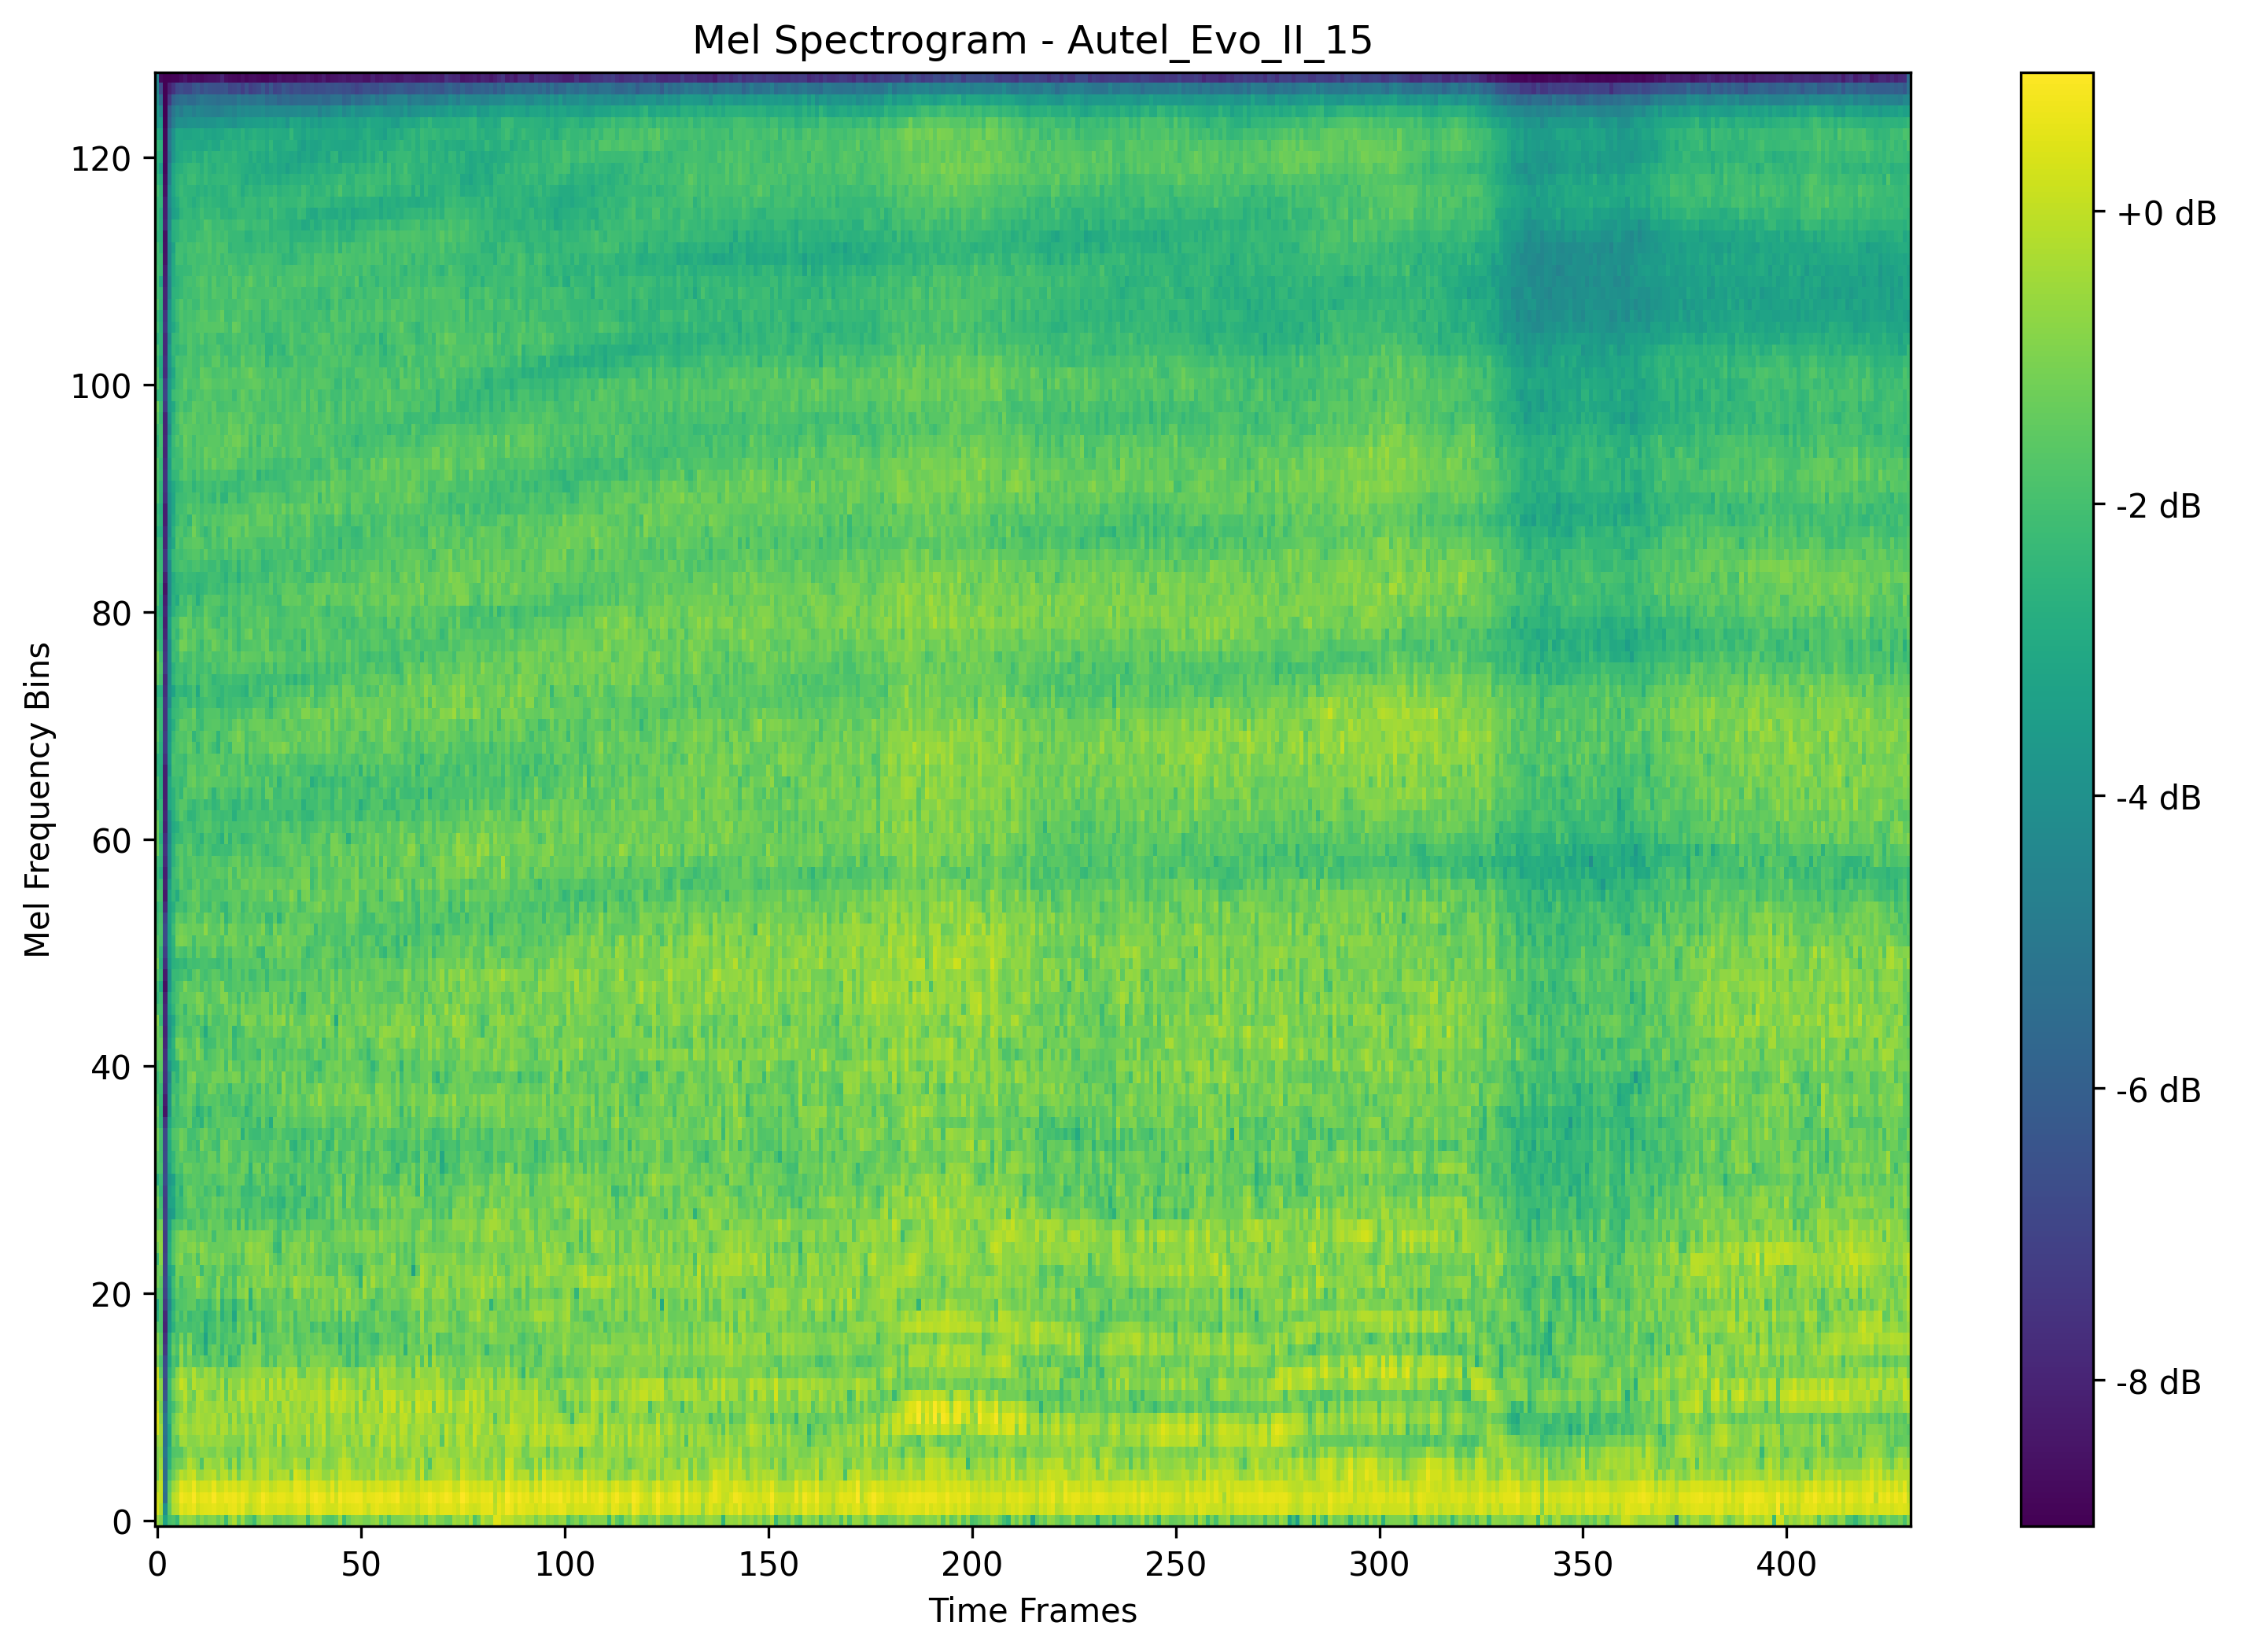 Mel Spectrogram - Autel_Evo_II_15
Mel Frequency Bins
120
100
80
60
40
20
0
0 50 100 150 200 250 300 350 400
Time Frames
+0 dB
-2 dB
-4 dB
-6 dB
-8 dB